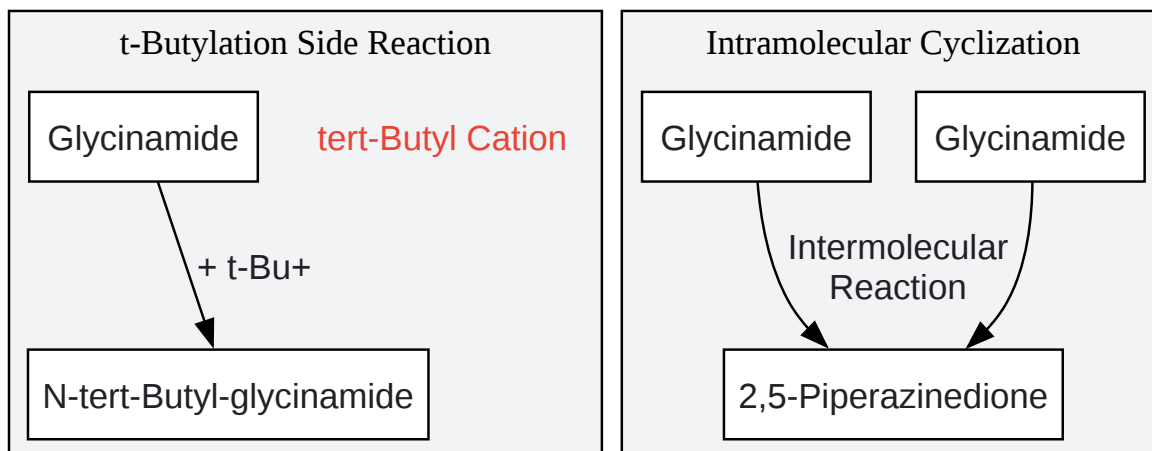 t-Butylation Side Reaction
Glycinamide
tert-Butyl Cation
+ t-Bu+
N-tert-Butyl-glycinamide
Intramolecular Cyclization
Glycinamide
Glycinamide
Intermolecular
Reaction
2,5-Piperazinedione